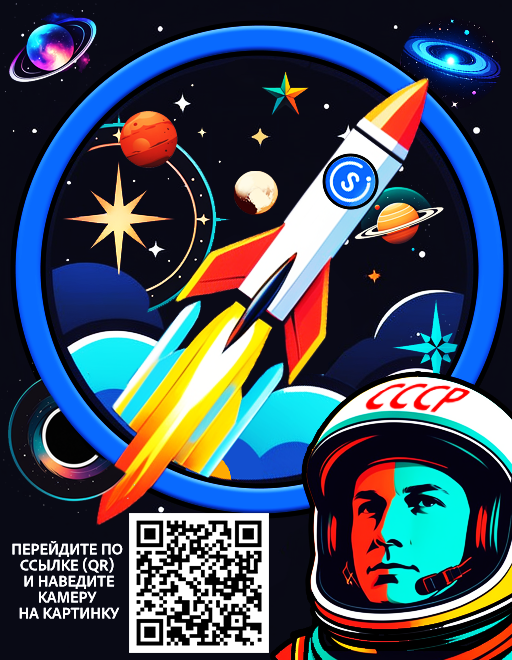 S
СССР
ПЕРЕЙДИТЕ ПО
ССЫЛКЕ (QR)
И НАВЕДИТЕ
КАМЕРУ
НА КАРТИНКУ